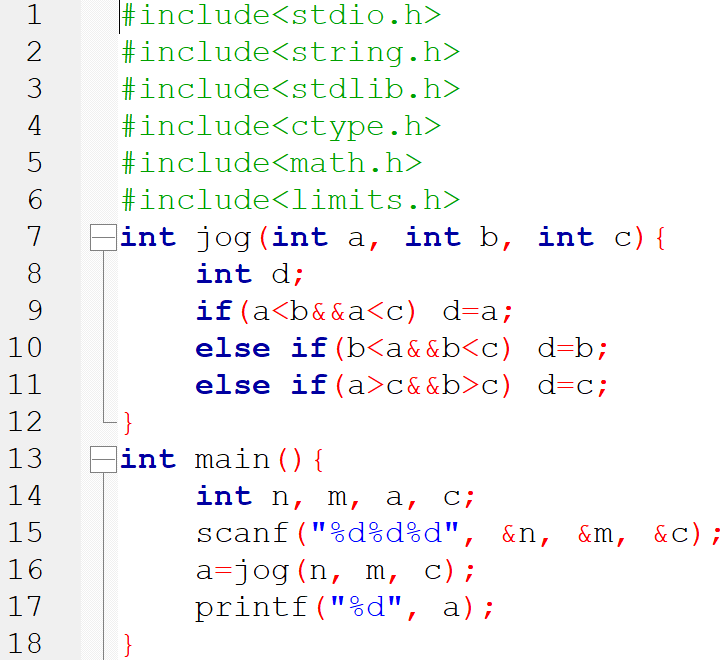 1 #include<stdio.h>
2 #include<string.h>
3 #include<stdlib.h>
4 #include<ctype.h>
5 #include<math.h>
6 #include<limits.h>
7 int jog(int a, int b, int c){
8     int d;
9     if(a<b&&a<c) d=a;
10     else if(b<a&&b<c) d=b;
11     else if(a>c&&b>c) d=c;
12 }
13 int main(){
14     int n, m, a, c;
15     scanf("%d%d%d", &n, &m, &c);
16     a=jog(n, m, c);
17     printf("%d", a);
18 }